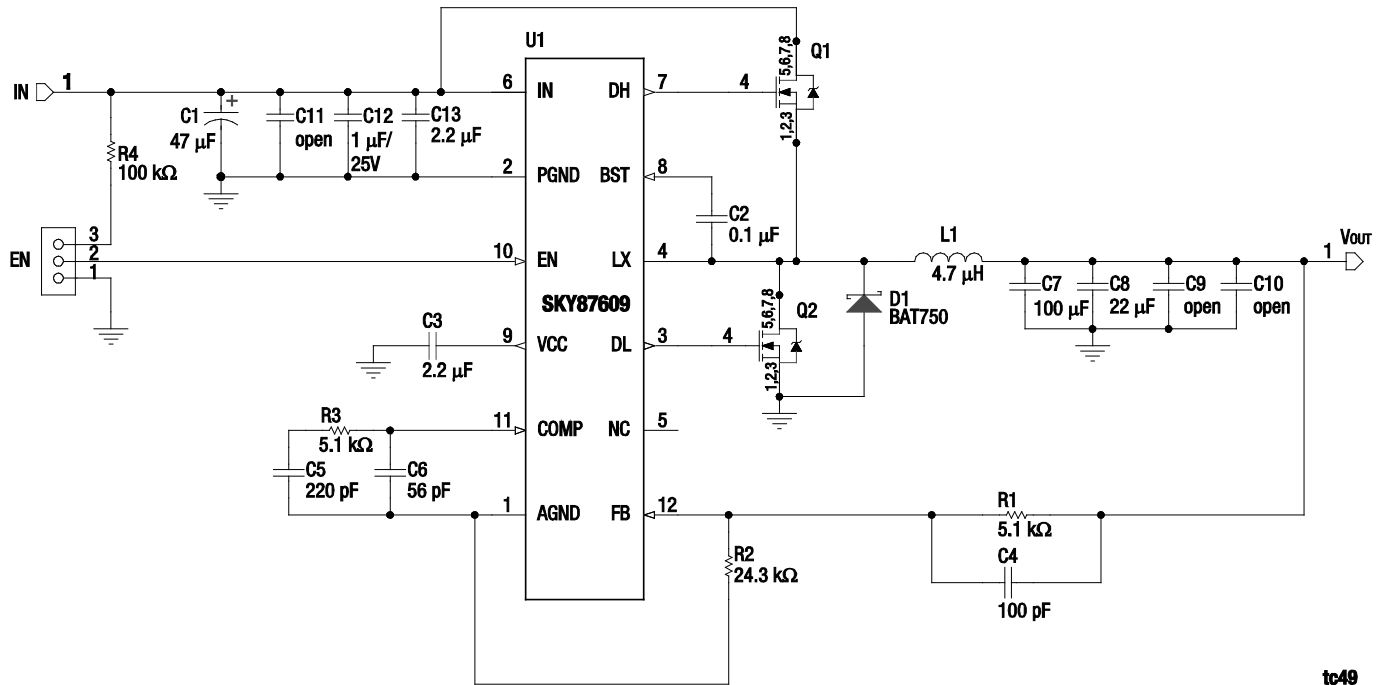 U1
Q1
5,6,7,8
4
1,2,3
IN
1
6
IN
DH
7
C1
47 µF
+
C11
open
C12
1 µF/
25V
C13
2.2 µF
R4
100 kΩ
2
PGND
BST
8
C2
0.1 µF
EN
3
2
1
10
EN
LX
4
L1
4.7 µH
1
VOUT
SKY87609
C7
100 µF
C8
22 µF
C9
open
C10
open
D1
BAT750
Q2
5,6,7,8
4
1,2,3
C3
2.2 µF
9
VCC
DL
3
R3
5.1 kΩ
11
COMP
NC
5
C5
220 pF
C6
56 pF
1
AGND
FB
12
R1
5.1 kΩ
C4
100 pF
R2
24.3 kΩ
tc49